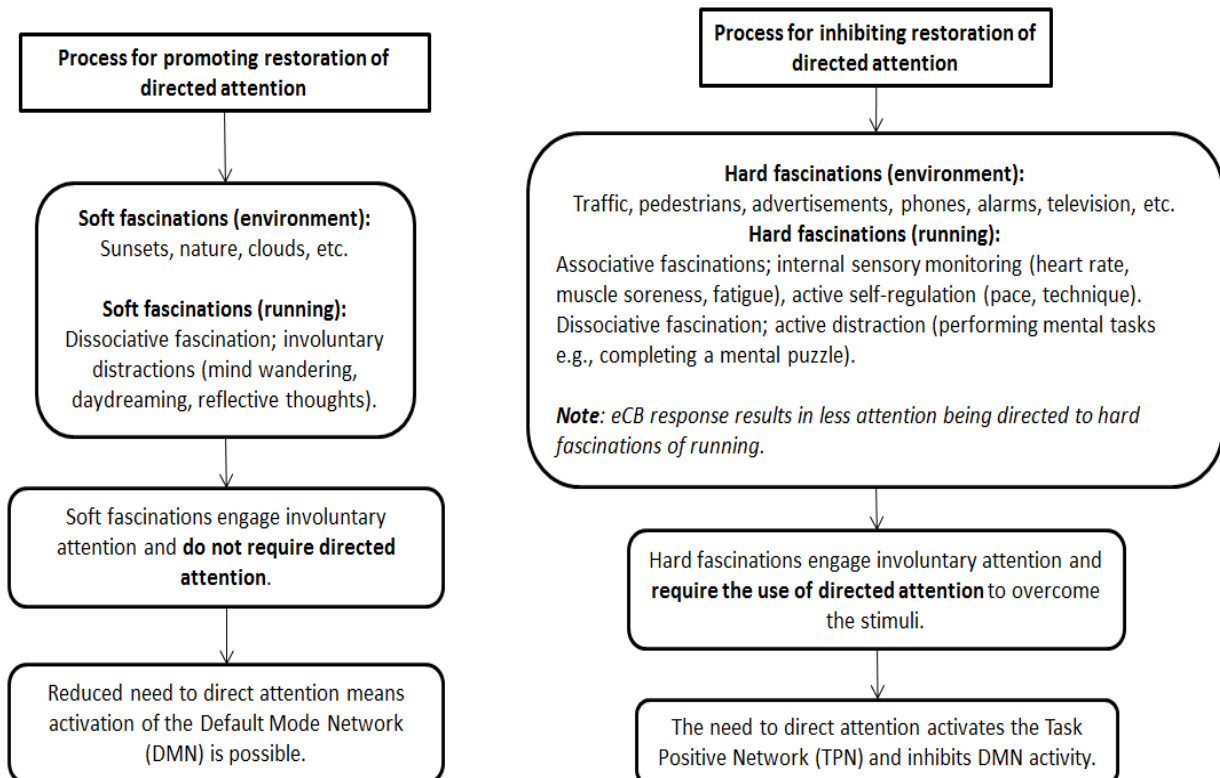 Process for promoting restoration of
directed attention
Soft fascinations (environment):
Sunsets, nature, clouds, etc.
Soft fascinations (running):
Dissociative fascination; involuntary
distractions (mind wandering,
daydreaming, reflective thoughts).
Soft fascinations engage involuntary
attention and do not require directed
attention.
Reduced need to direct attention means
activation of the Default Mode Network
(DMN) is possible.
Process for inhibiting restoration of
directed attention
Hard fascinations (environment):
Traffic, pedestrians, advertisements, phones, alarms, television, etc.
Hard fascinations (running):
Associative fascinations; internal sensory monitoring (heart rate,
muscle soreness, fatigue), active self-regulation (pace, technique).
Dissociative fascination; active distraction (performing mental tasks
e.g., completing a mental puzzle).
Note: eCB response results in less attention being directed to hard
fascinations of running.
Hard fascinations engage involuntary attention and
require the use of directed attention to overcome
the stimuli.
The need to direct attention activates the Task
Positive Network (TPN) and inhibits DMN activity.